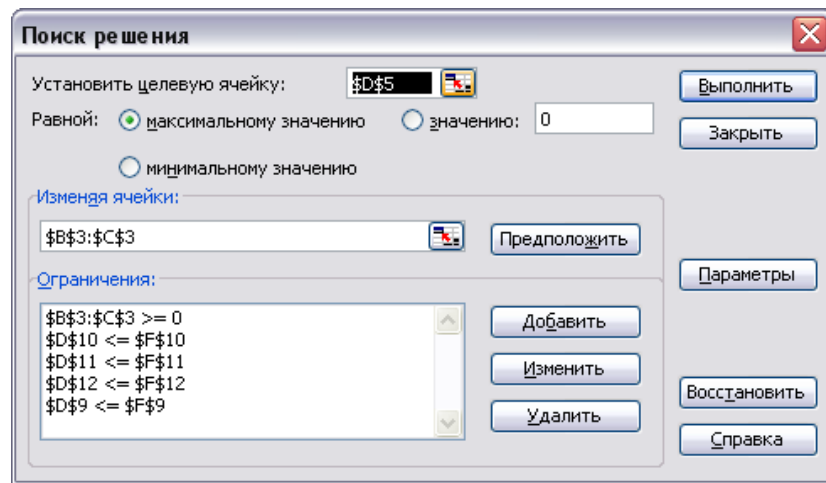 Поиск решения
Установить целевую ячейку: $D$5
Выполнить
Равной: максимальному значению значению: 0
Закрыть
минимальному значению
Изменяя ячейки:
$B$3:$C$3
Предположить
Параметры
Ограничения:
$B$3:$C$3 >= 0
$D$10 <= $F$10
$D$11 <= $F$11
$D$12 <= $F$12
$D$9 <= $F$9
Добавить
Изменить
Удалить
Восстановить
Справка